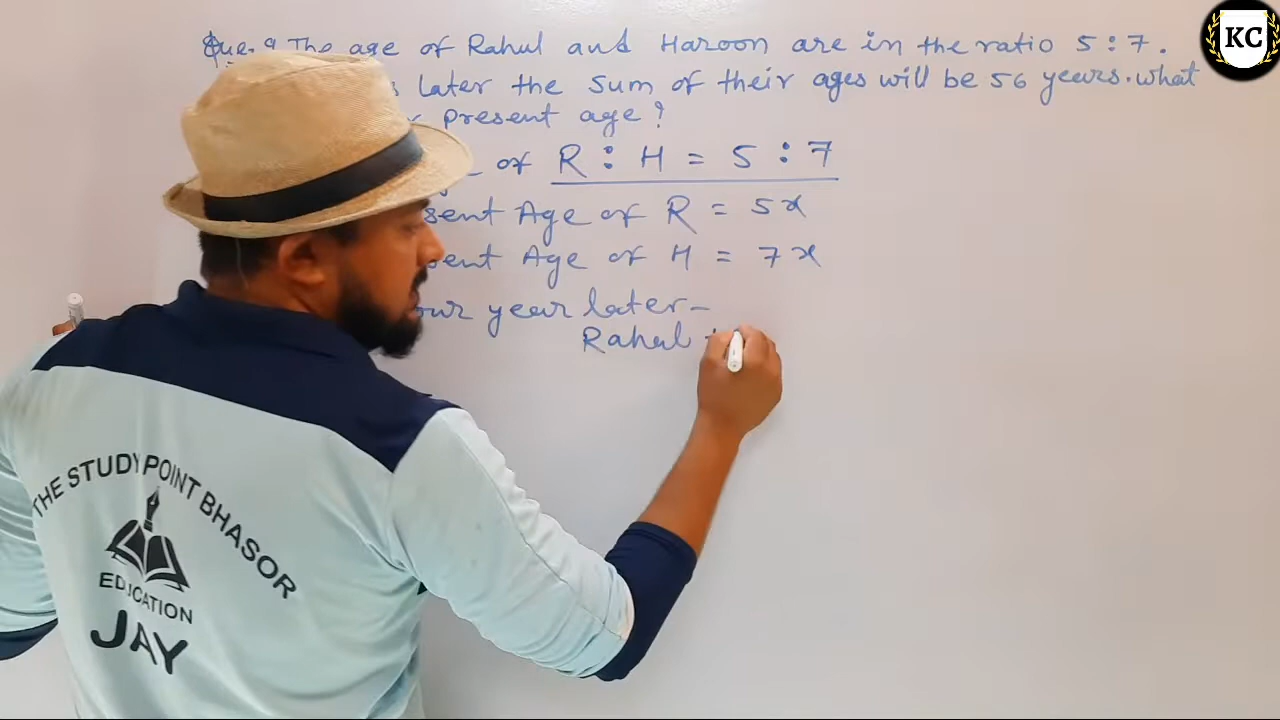 Que. 9 The age of Rahul and Haroon are in the ratio 5 : 7.
later the sum of their ages will be 56 years. what
present age?
of R : H = 5 : 7
sent Age of R = 5x
ent Age of H = 7x
our year later -
Rahul
THE STUDY POINT BHASOR
EDUCATION
JAY
KC